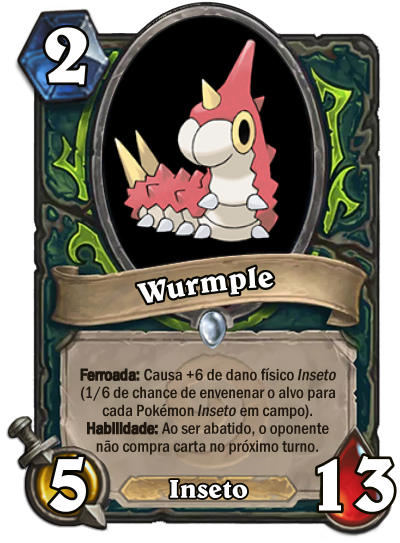 2
Wurmple
Ferroada: Causa +6 de dano físico Inseto
(1/6 de chance de envenenar o alvo para
cada Pokémon Inseto em campo).
Habilidade: Ao ser abatido, o oponente
não compra carta no próximo turno.
5
Inseto
13